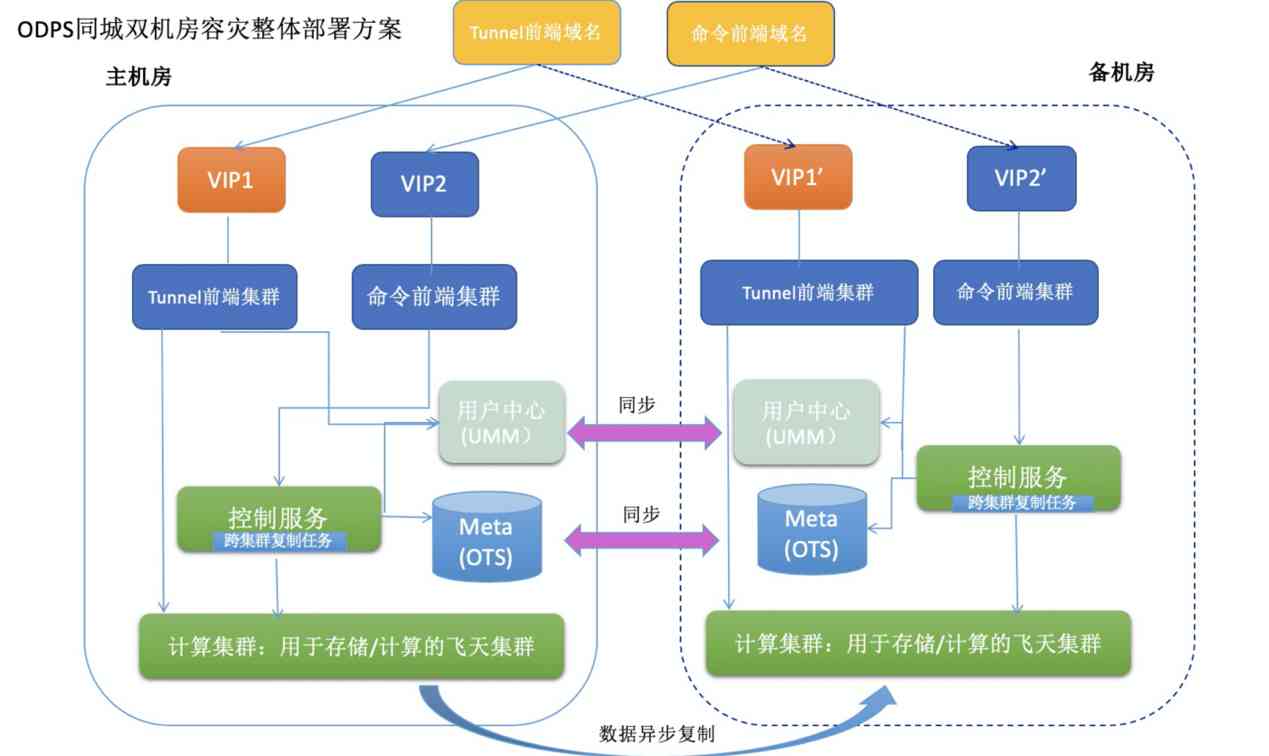 ODPS同城双机房容灾整体部署方案
Tunnel前端域名
命令前端域名
主机房
备机房
VIP1
VIP2
VIP1’
VIP2’
Tunnel前端集群
命令前端集群
Tunnel前端集群
命令前端集群
用户中心
(UMM）
同步
用户中心
(UMM）
控制服务
跨集群复制任务
Meta
(OTS)
同步
Meta
(OTS)
控制服务
跨集群复制任务
计算集群：用于存储/计算的飞天集群
计算集群：用于存储/计算的飞天集群
数据异步复制